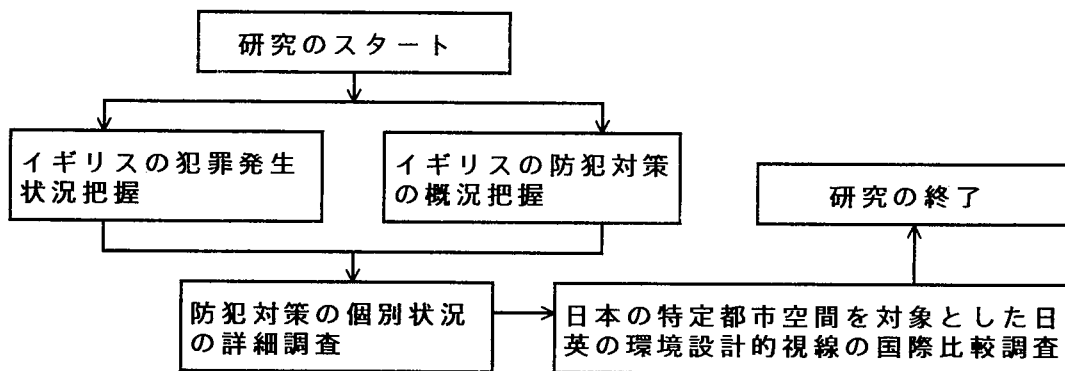 研究のスタート
イギリスの犯罪発生
状況把握
イギリスの防犯対策
の概況把握
防犯対策の個別状況
の詳細調査
日本の特定都市空間を対象とした日
英の環境設計的視線の国際比較調査
研究の終了